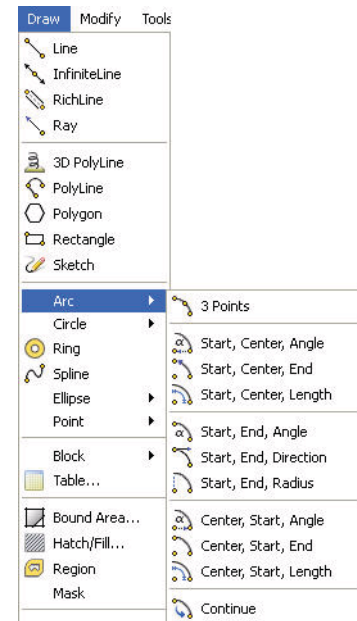 Draw Modify Tools
Line
InfiniteLine
RichLine
Ray
3D PolyLine
PolyLine
Polygon
Rectangle
Sketch
Arc
Circle
Ring
Spline
Ellipse
Point
Block
Table...
Bound Area...
Hatch/Fill...
Region
Mask
3 Points
Start, Center, Angle
Start, Center, End
Start, Center, Length
Start, End, Angle
Start, End, Direction
Start, End, Radius
Center, Start, Angle
Center, Start, End
Center, Start, Length
Continue